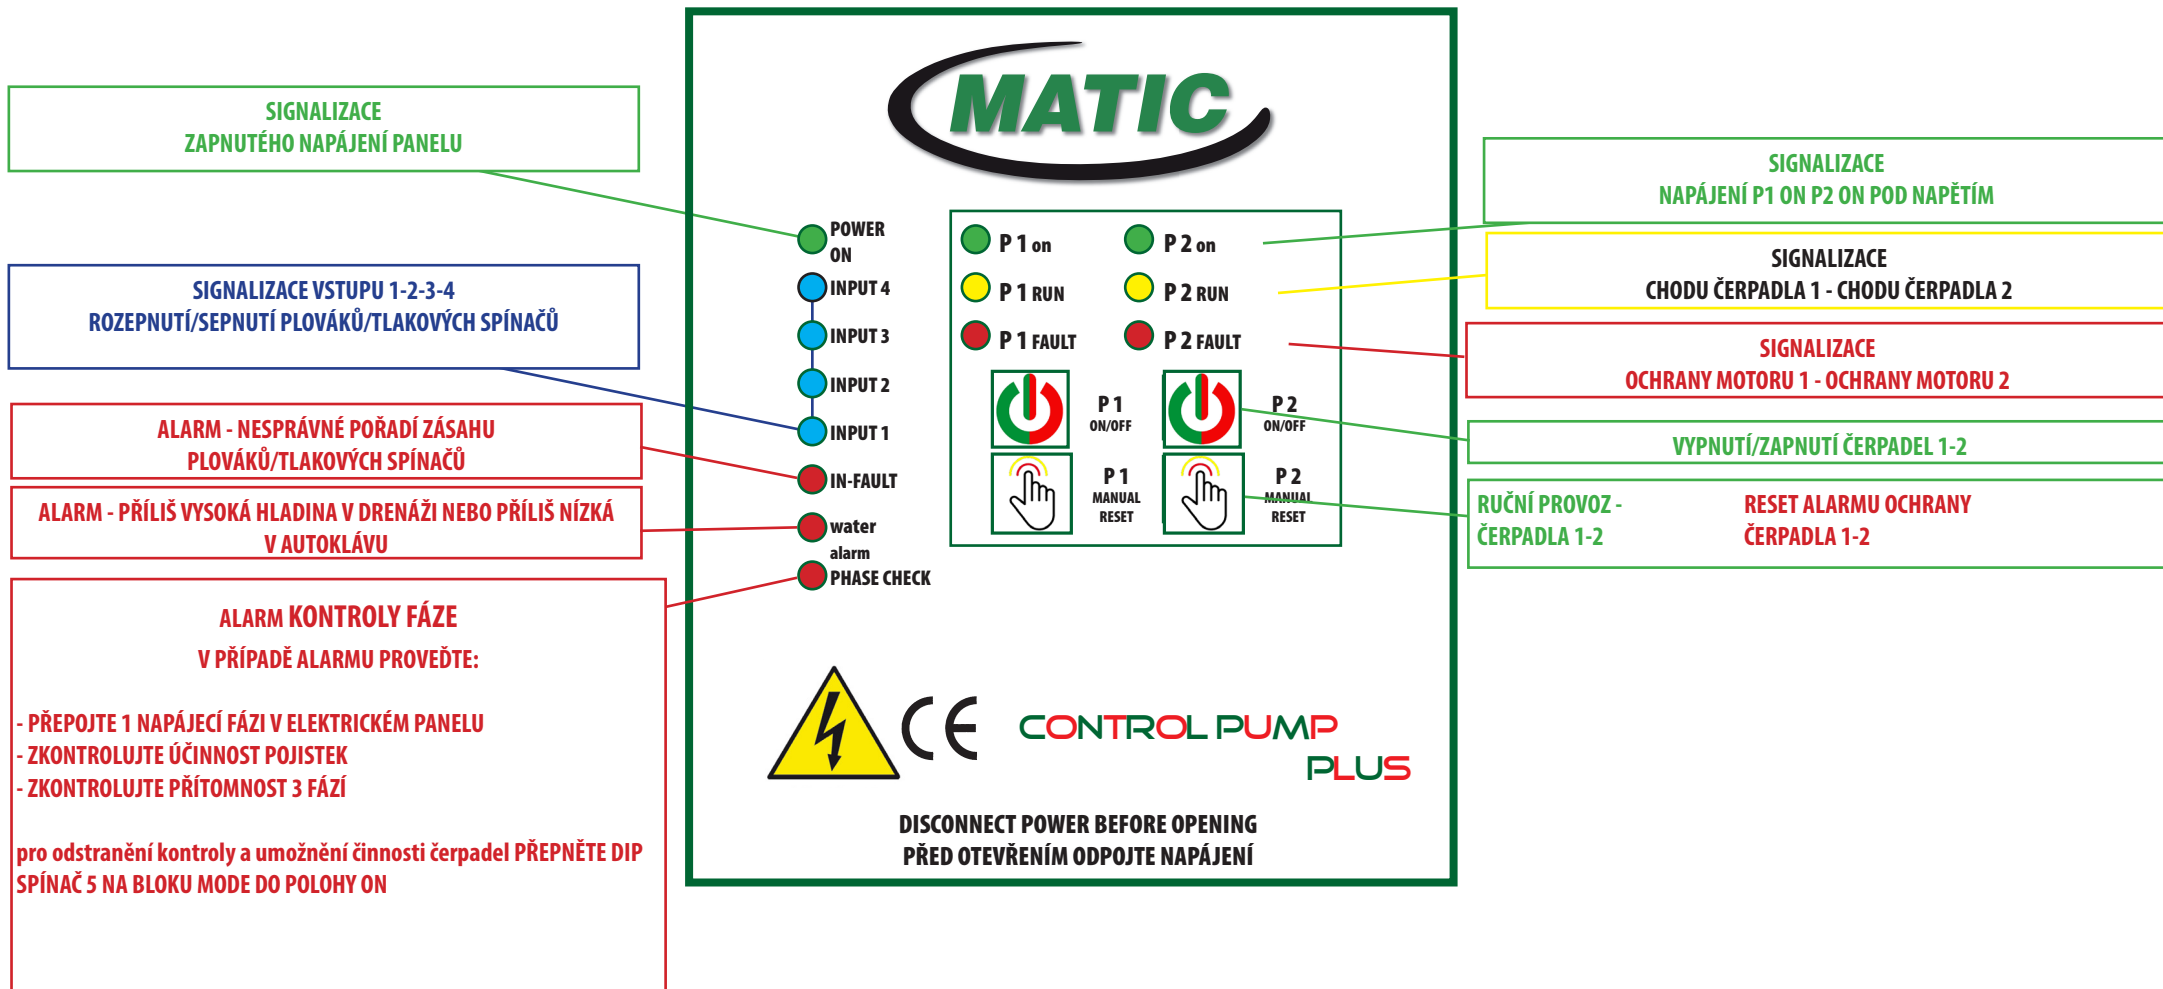 SIGNALIZACE
ZAPNUTÉHO NAPÁJENÍ PANELU
SIGNALIZACE VSTUPU 1-2-3-4
ROZEPNUTÍ/SEPNUTÍ PLOVÁKŮ/TLAKOVÝCH SPÍNAČŮ
ALARM - NESPRÁVNÉ POŘADÍ ZÁSAHU
PLOVÁKŮ/TLAKOVÝCH SPÍNAČŮ
ALARM - PŘÍLIŠ VYSOKÁ HLADINA V DRENÁŽI NEBO PŘÍLIŠ NÍZKÁ
V AUTOKLÁVU
ALARM KONTROLY FÁZE
V PŘÍPADĚ ALARMU PROVEĎTE:
- PŘEPOJTE 1 NAPÁJECÍ FÁZI V ELEKTRICKÉM PANELU
- ZKONTROLUJTE ÚČINNOST POJISTEK
- ZKONTROLUJTE PŘÍTOMNOST 3 FÁZÍ
pro odstranění kontroly a umožnění činnosti čerpadel PŘEPNĚTE DIP
SPÍNAČ 5 NA BLOKU MODE DO POLOHY ON
MATIC
POWER
ON
INPUT 4
INPUT 3
INPUT 2
INPUT 1
IN-FAULT
water
alarm
PHASE CHECK
P 1 on
P 2 on
P 1 RUN
P 2 RUN
P 1 FAULT
P 2 FAULT
P 1
ON/OFF
P 2
ON/OFF
P 1
MANUAL
RESET
P 2
MANUAL
RESET
CE
CONTROL PUMP
PLUS
DISCONNECT POWER BEFORE OPENING
PŘED OTEVŘENÍM ODPOJTE NAPÁJENÍ
SIGNALIZACE
NAPÁJENÍ P1 ON P2 ON POD NAPĚTÍM
SIGNALIZACE
CHODU ČERPADLA 1 - CHODU ČERPADLA 2
SIGNALIZACE
OCHRANY MOTORU 1 - OCHRANY MOTORU 2
VYPNUTÍ/ZAPNUTÍ ČERPADEL 1-2
RUČNÍ PROVOZ -
ČERPADLA 1-2
RESET ALARMU OCHRANY
ČERPADLA 1-2